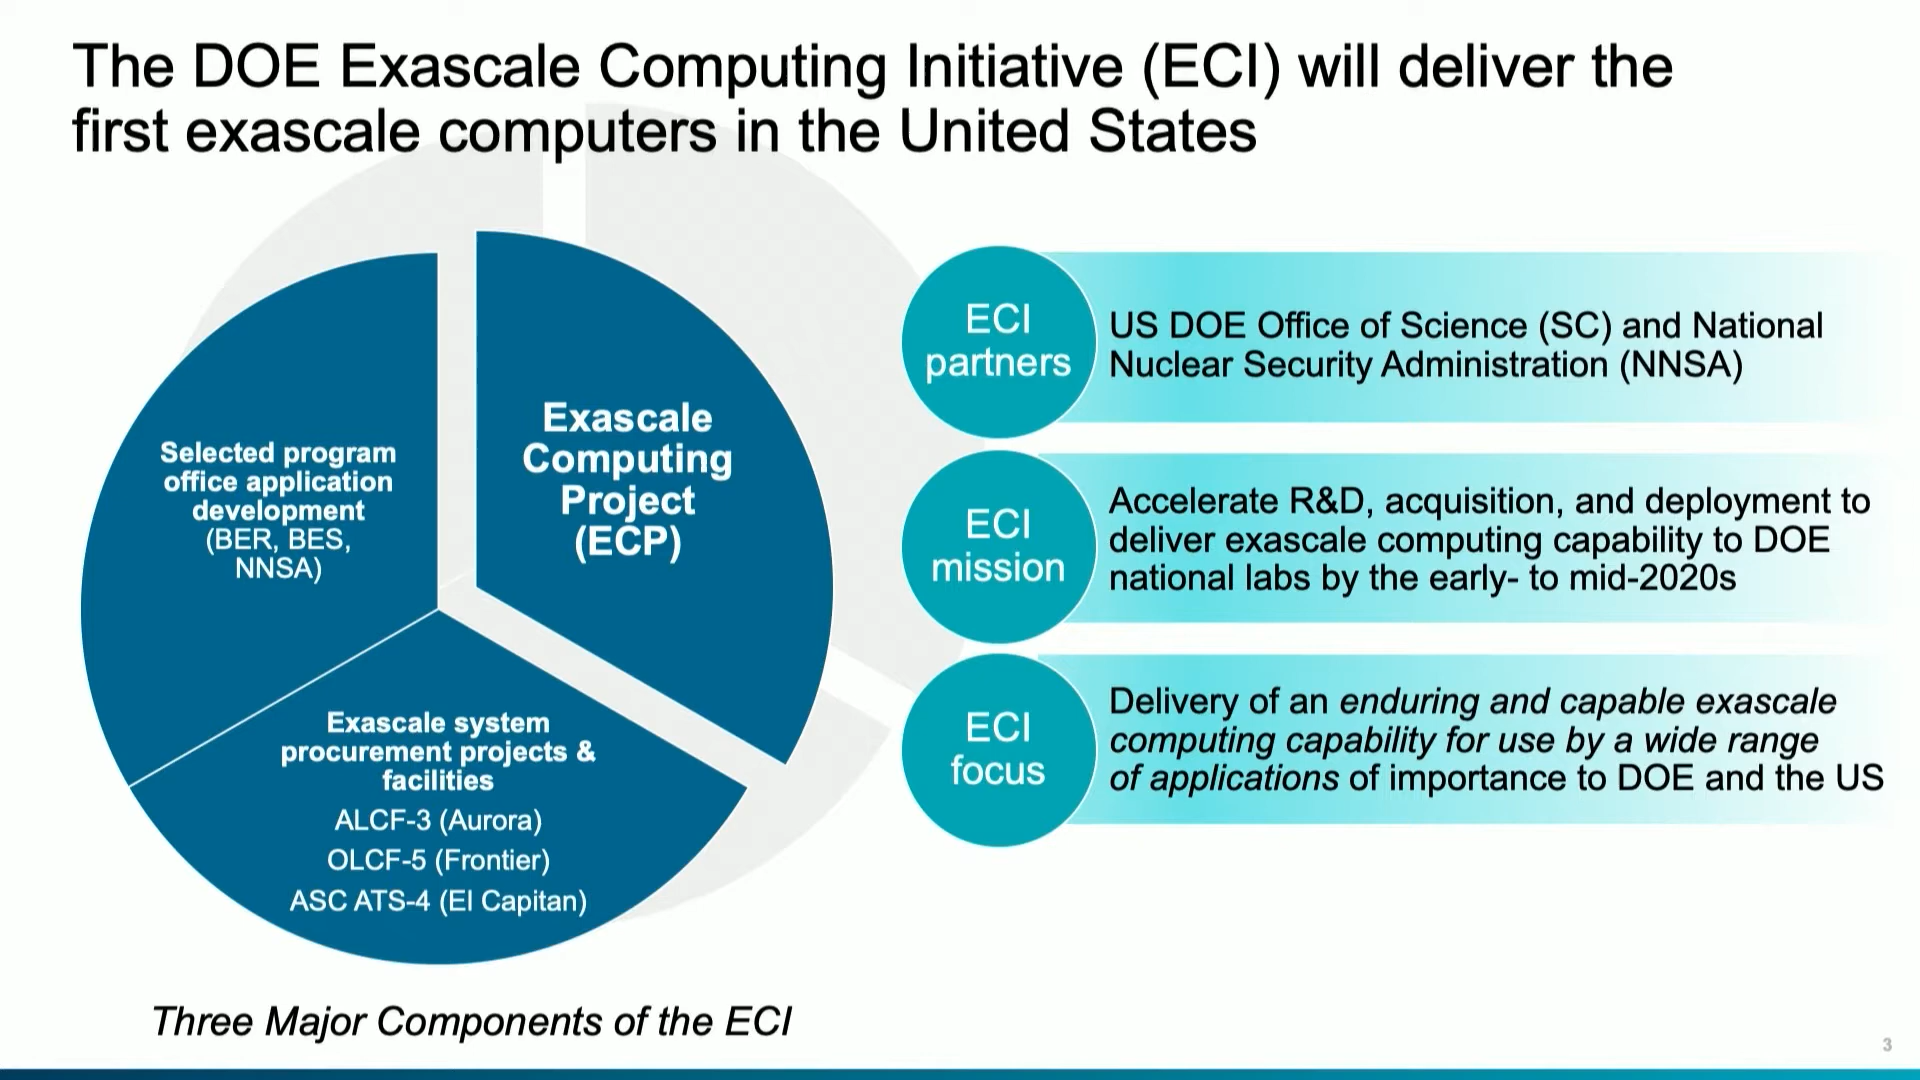 The DOE Exascale Computing Initiative (ECI) will deliver the
first exascale computers in the United States
Selected program
office application
development
(BER, BES,
NNSA)
Exascale
Computing
Project
(ECP)
Exascale system
procurement projects &
facilities
ALCF-3 (Aurora)
OLCF-5 (Frontier)
ASC ATS-4 (El Capitan)
Three Major Components of the ECI
ECI
partners
US DOE Office of Science (SC) and National
Nuclear Security Administration (NNSA)
ECI
mission
Accelerate R&D, acquisition, and deployment to
deliver exascale computing capability to DOE
national labs by the early- to mid-2020s
ECI
focus
Delivery of an enduring and capable exascale
computing capability for use by a wide range
of applications of importance to DOE and the US
3